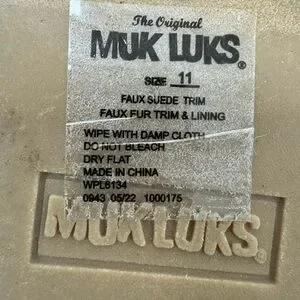 The Original
MUK LUKS®
SIZE 11
FAUX SUEDE TRIM
FAUX FUR TRIM & LINING
WIPE WITH DAMP CLOTH
DO NOT BLEACH
DRY FLAT
MADE IN CHINA
WPL6134
0943 05/22 1000175
MUK LUKS®